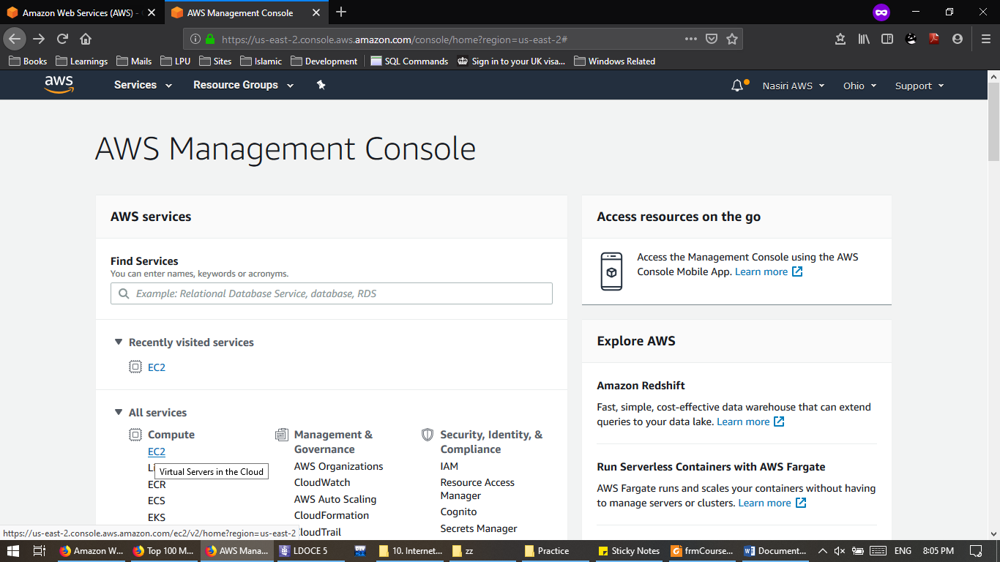 Amazon Web Services (AWS) -
AWS Management Console
https://us-east-2.console.aws.amazon.com/console/home?region=us-east-2#
Books
Learnings
Mails
LPU
Sites
Islamic
Development
SQL Commands
Sign in to your UK visa...
Windows Related
aws
Services
Resource Groups
Nasiri AWS
Ohio
Support
AWS Management Console
AWS services
Find Services
You can enter names, keywords or acronyms.
Example: Relational Database Service, database, RDS
Recently visited services
EC2
All services
Compute
EC2
Virtual Servers in the Cloud
ECR
ECS
EKS
Management &
Governance
AWS Organizations
CloudWatch
AWS Auto Scaling
CloudFormation
CloudTrail
Security, Identity, &
Compliance
IAM
Resource Access
Manager
Cognito
Secrets Manager
Access resources on the go
Access the Management Console using the AWS
Console Mobile App. Learn more
Explore AWS
Amazon Redshift
Fast, simple, cost-effective data warehouse that can extend
queries to your data lake. Learn more
Run Serverless Containers with AWS Fargate
AWS Fargate runs and scales your containers without having
to manage servers or clusters. Learn more
https://us-east-2.console.aws.amazon.com/ec2/v2/home?region=us-east-2
Amazon W...
Top 100 M...
AWS Mana...
LDOCE 5
10. Internet...
zz
Practice
Sticky Notes
frmCourse...
Document...
ENG
8:05 PM